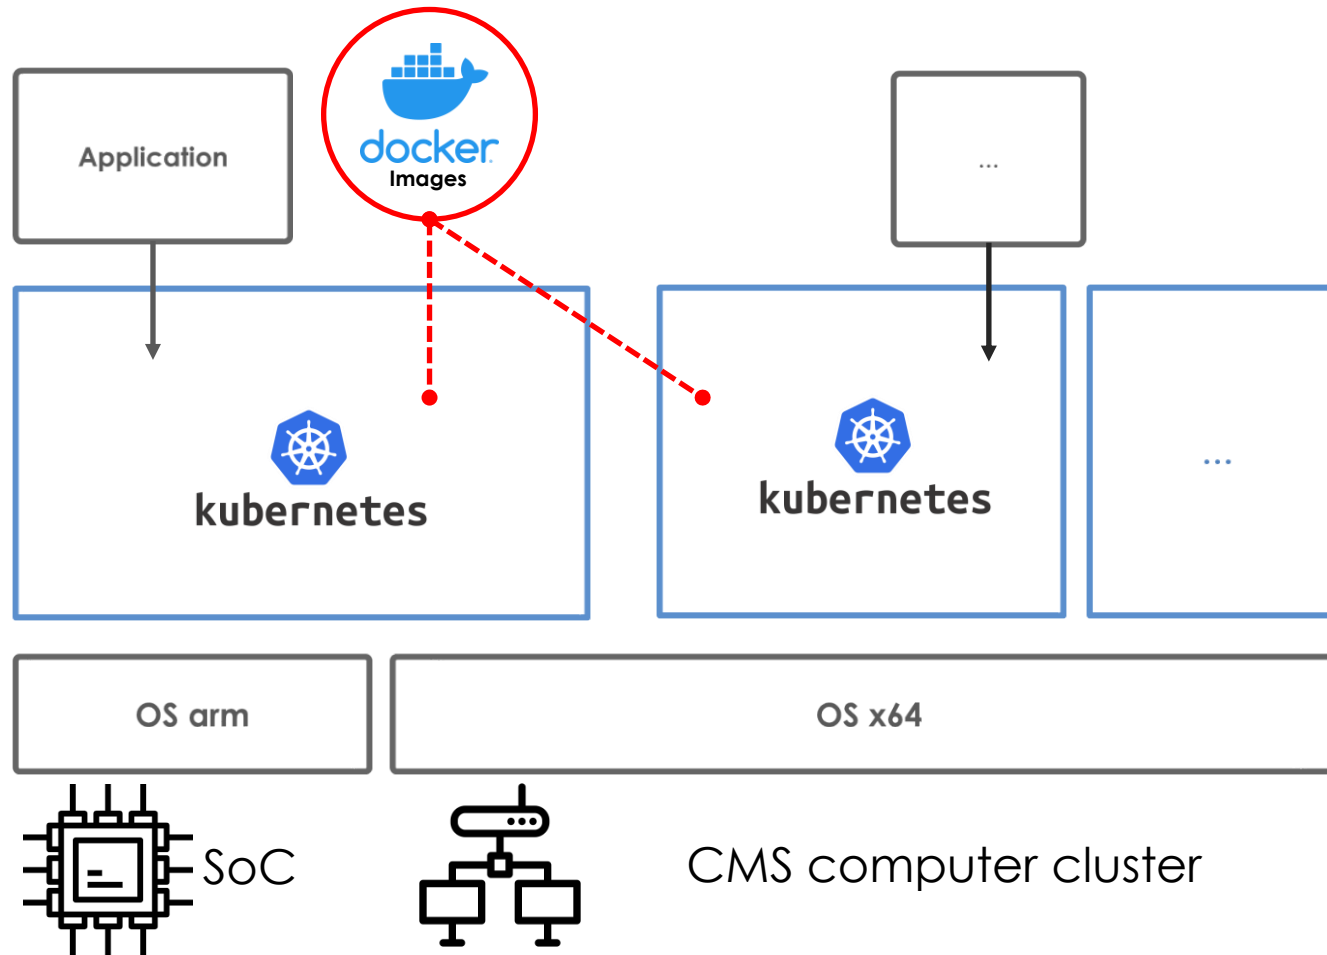 docker
Images
Application
...
kubernetes
kubernetes
...
OS arm
OS x64
SoC
CMS computer cluster